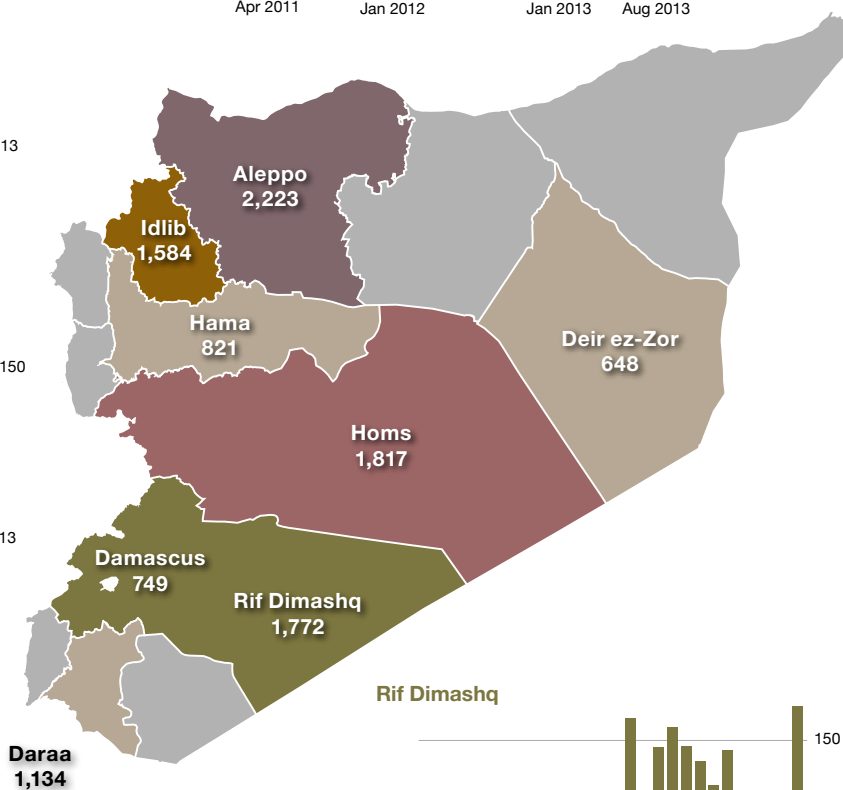 Apr 2011
Jan 2012
Jan 2013
Aug 2013
13
Aleppo
2,223
Idlib
1,584
Hama
821
Deir ez-Zor
648
150
Homs
1,817
13
Damascus
749
Rif Dimashq
1,772
Rif Dimashq
150
Daraa
1,134